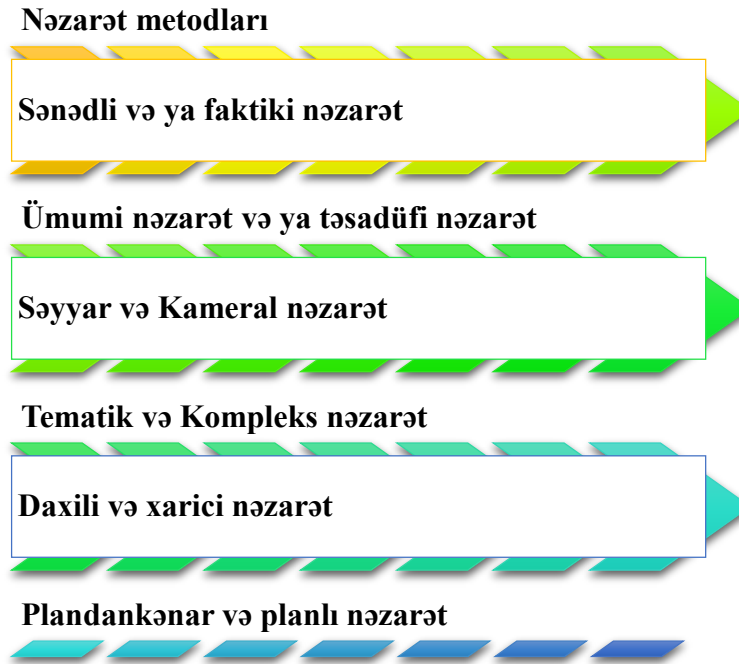 Nəzarət metodları
Sənədli və ya faktiki nəzarət
Ümumi nəzarət və ya təsadüfi nəzarət
Səyyar və Kameral nəzarət
Tematik və Kompleks nəzarət
Daxili və xarici nəzarət
Plandankənar və planlı nəzarət